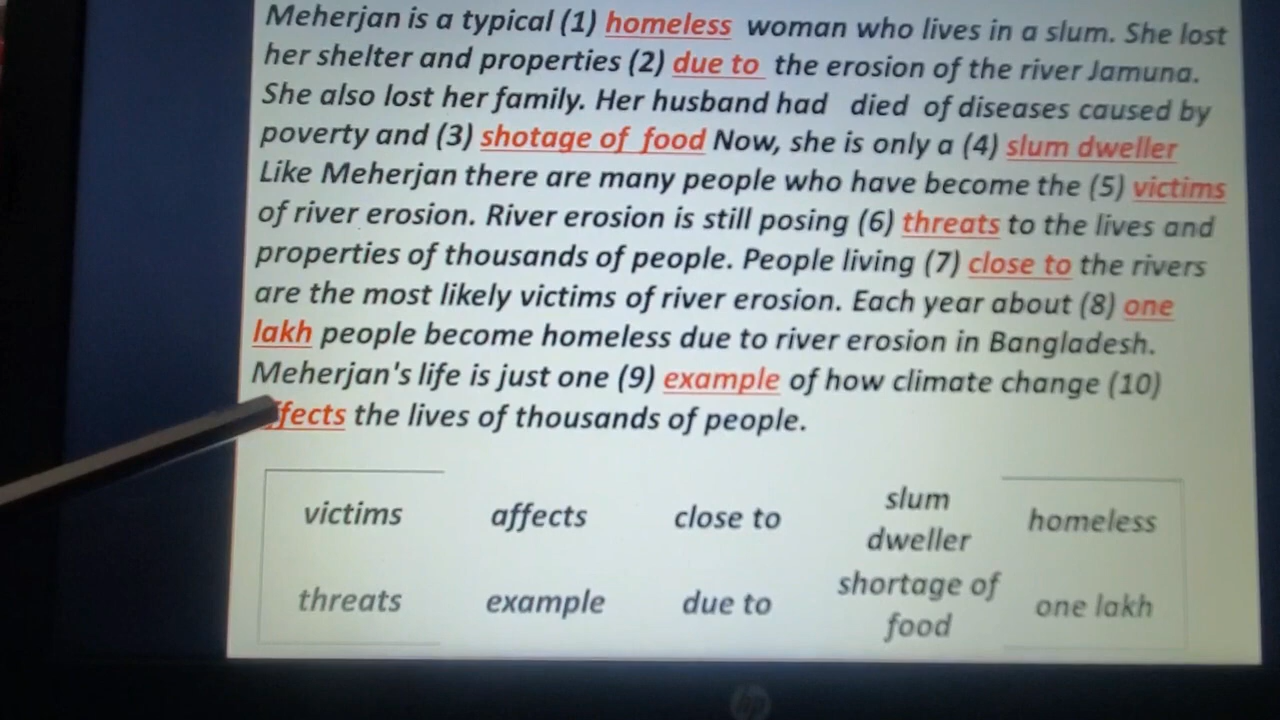 Meherjan is a typical (1) homeless woman who lives in a slum. She lost
her shelter and properties (2) due to the erosion of the river Jamuna.
She also lost her family. Her husband had died of diseases caused by
poverty and (3) shotage of food Now, she is only a (4) slum dweller
Like Meherjan there are many people who have become the (5) victims
of river erosion. River erosion is still posing (6) threats to the lives and
properties of thousands of people. People living (7) close to the rivers
are the most likely victims of river erosion. Each year about (8) one
lakh people become homeless due to river erosion in Bangladesh.
Meherjan's life is just one (9) example of how climate change (10)
ffects the lives of thousands of people.
victims affects close to slum dweller homeless
threats example due to shortage of food one lakh
hp